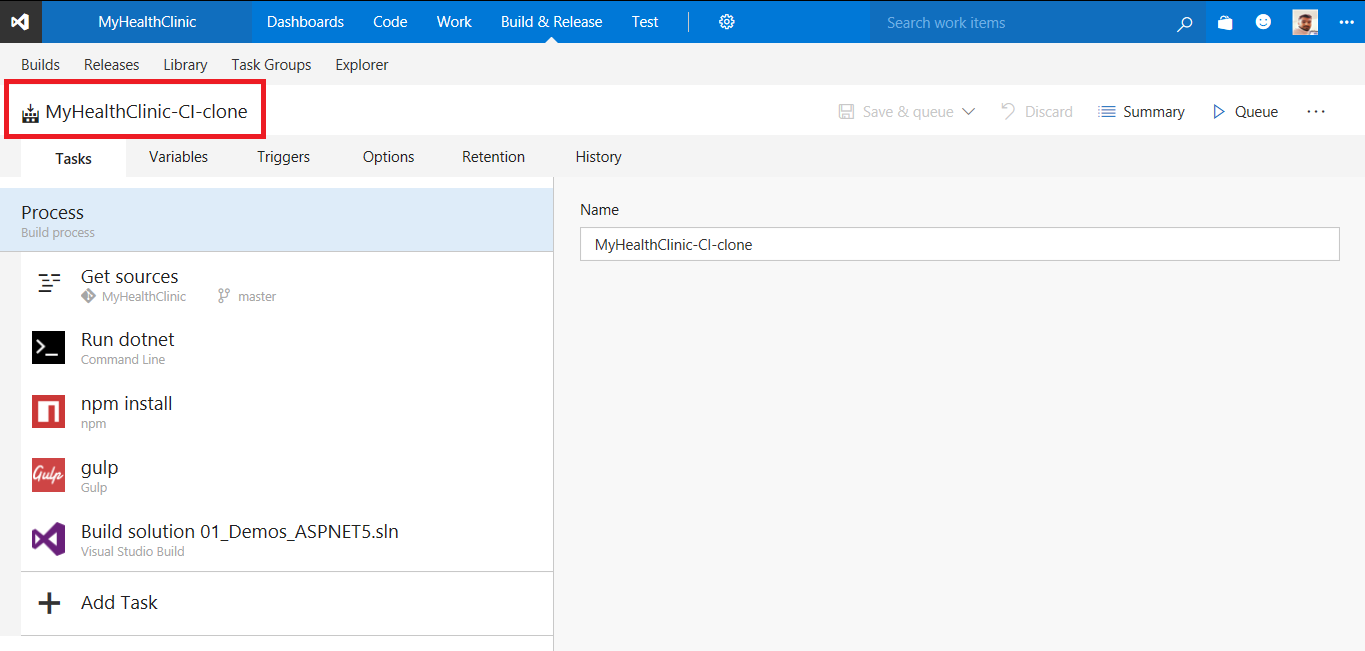 MyHealthClinic Dashboards Code Work Build & Release Test Search work items
Builds Releases Library Task Groups Explorer
MyHealthClinic-CI-clone Save & queue Discard Summary Queue
Tasks Variables Triggers Options Retention History
Process
Build process
Name
MyHealthClinic-CI-clone
Get sources
MyHealthClinic master
Run dotnet
Command Line
npm install
npm
gulp
Gulp
Gulp
Build solution 01_Demos_ASPNET5.sln
Visual Studio Build
Add Task